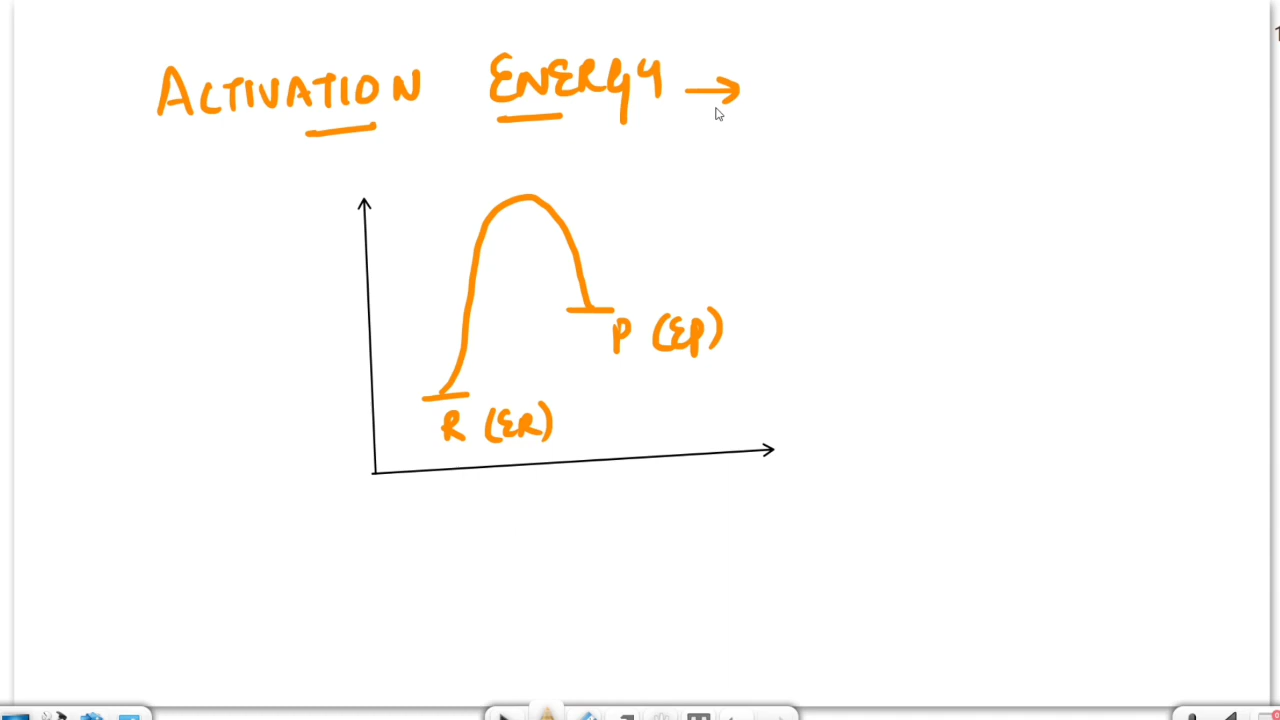 ACTIVATION ENERGY →
P (EP)
R (ER)